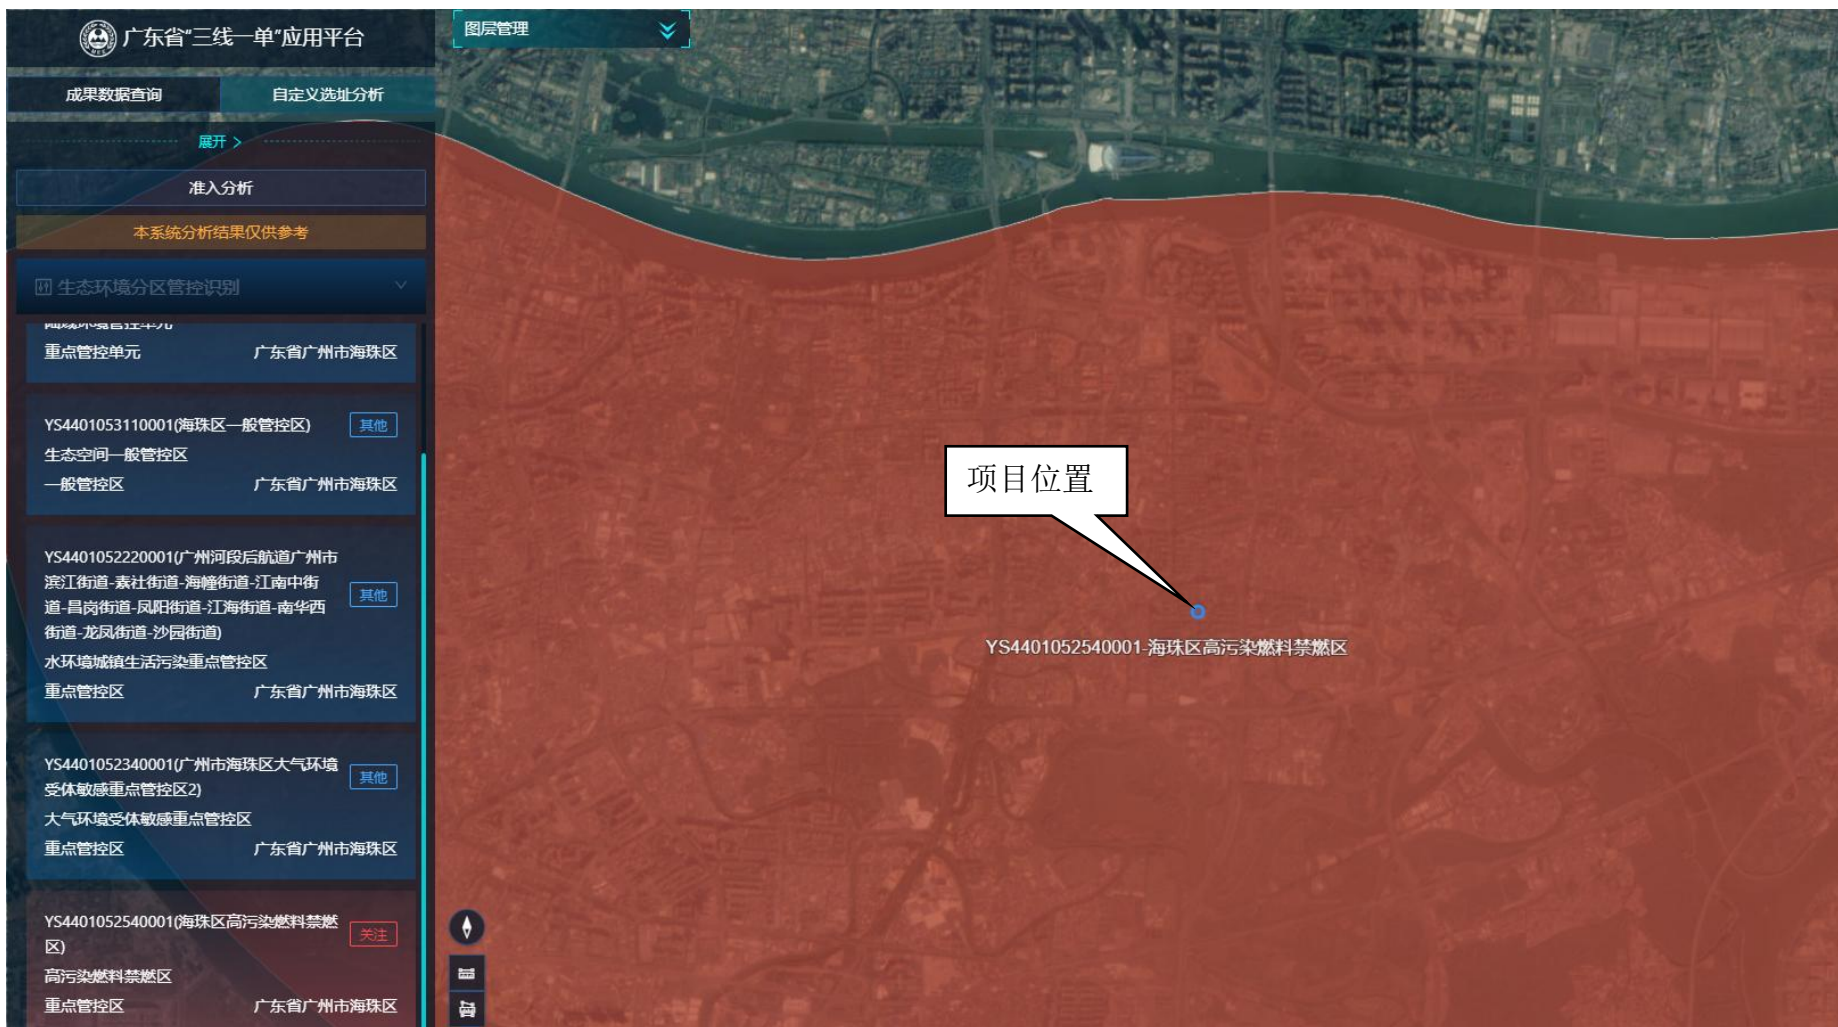 广东省"三线一单"应用平台
成果数据查询
自定义选址分析
展开 >
准入分析
本系统分析结果仅供参考
生态环境分区管控识别
陆域环境管控单元
重点管控单元
广东省广州市海珠区
YS4401053110001(海珠区一般管控区)
其他
生态空间一般管控区
一般管控区
广东省广州市海珠区
YS4401052220001(广州河段后航道广州市
滨江街道-素社街道-海幢街道-江南中街
道-昌岗街道-凤阳街道-江海街道-南华西
街道-龙凤街道-沙园街道)
其他
水环境城镇生活污染重点管控区
重点管控区
广东省广州市海珠区
YS4401052340001(广州市海珠区大气环境
受体敏感重点管控区2)
其他
大气环境受体敏感重点管控区
重点管控区
广东省广州市海珠区
YS4401052540001(海珠区高污染燃料禁燃
区)
关注
高污染燃料禁燃区
重点管控区
广东省广州市海珠区
图层管理
项目位置
YS4401052540001-海珠区高污染燃料禁燃区